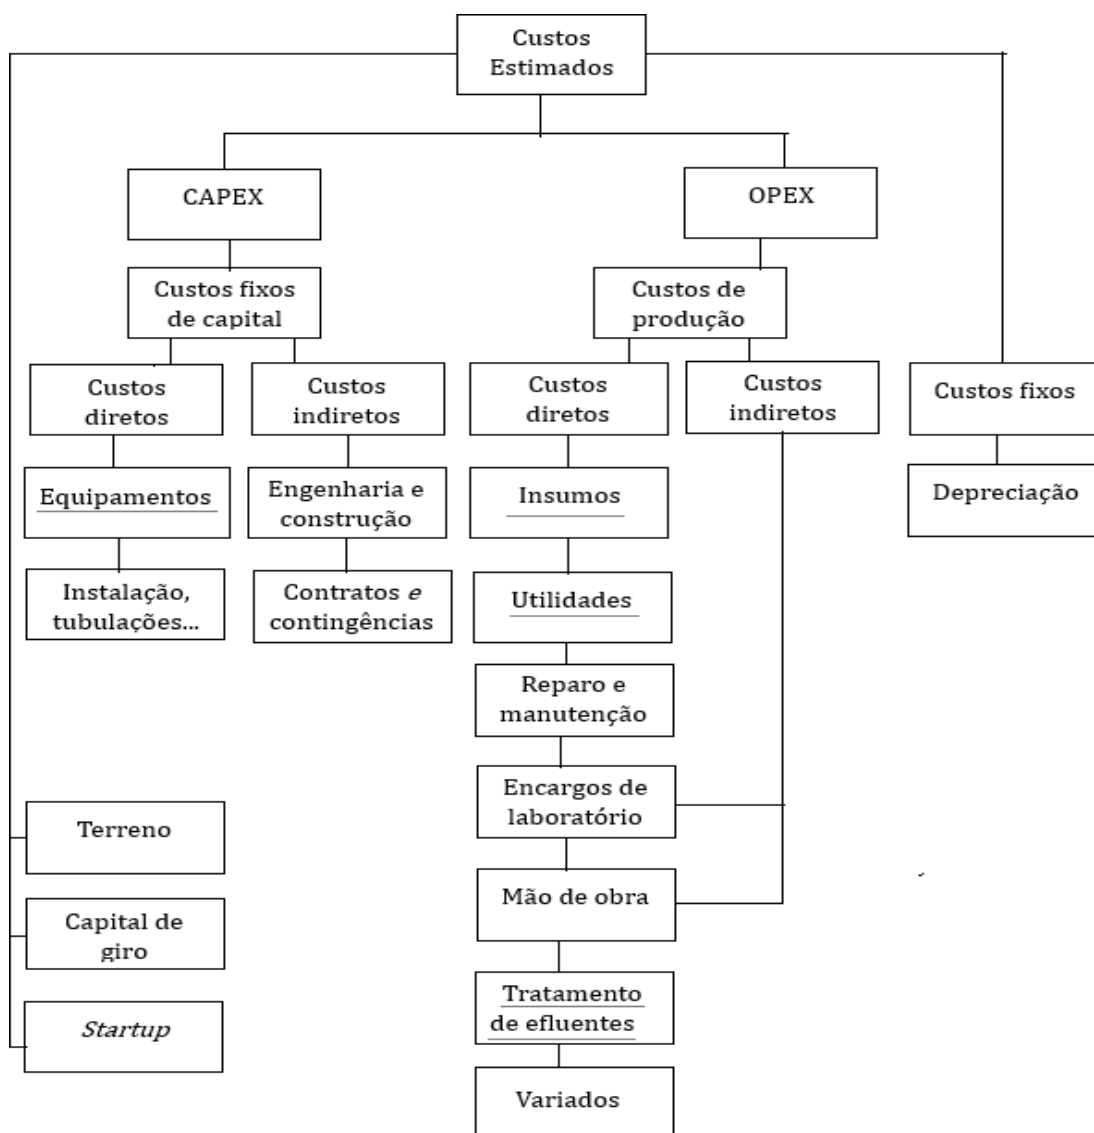 Custos
Estimados
CAPEX
OPEX
Custos fixos
de capital
Custos de
produção
Custos
diretos
Custos
indiretos
Custos
diretos
Custos
indiretos
Custos fixos
Equipamentos
Engenharia e
construção
Insumos
Depreciação
Instalação,
tubulações...
Contratos e
contingências
Utilidades
Reparo e
manutenção
Encargos de
laboratório
Terreno
Mão de obra
Capital de
giro
Tratamento
de efluentes
Startup
Variados